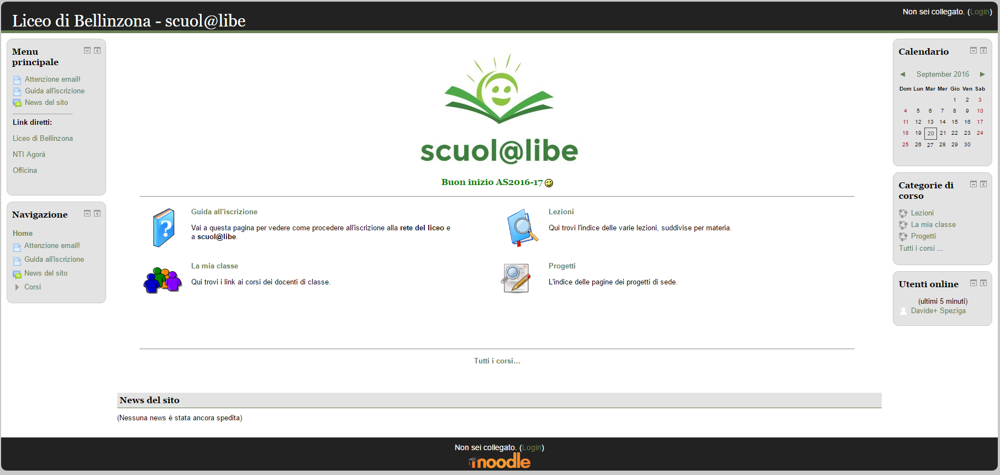 Liceo di Bellinzona - scuol@libe
Non sei collegato. (Login)
Menu
principale
Attenzione email!
Guida all'iscrizione
News del sito
Link diretti:
Liceo di Bellinzona
NTI Agorà
Officina
Navigazione
Home
Attenzione email!
Guida all'iscrizione
News del sito
Corsi
scuol@libe
Buon inizio AS2016-17
?
Guida all'iscrizione
Vai a questa pagina per vedere come procedere all'iscrizione alla rete del liceo e
a scuol@libe.
Lezioni
Qui trovi l'indice delle varie lezioni, suddivise per materia.
La mia classe
Qui trovi i link ai corsi dei docenti di classe.
Progetti
L'indice delle pagine dei progetti di sede.
Tutti i corsi...
News del sito
(Nessuna news è stata ancora spedita)
Calendario
◄ September 2016 ►
Dom Lun Mar Mer Gio Ven Sab
1 2 3
4 5 6 7 8 9 10
11 12 13 14 15 16 17
18 19 20 21 22 23 24
25 26 27 28 29 30
Categorie di
corso
Lezioni
La mia classe
Progetti
Tutti i corsi ...
Utenti online
(ultimi 5 minuti)
Davide+ Speziga
Non sei collegato. (Login)
moodle